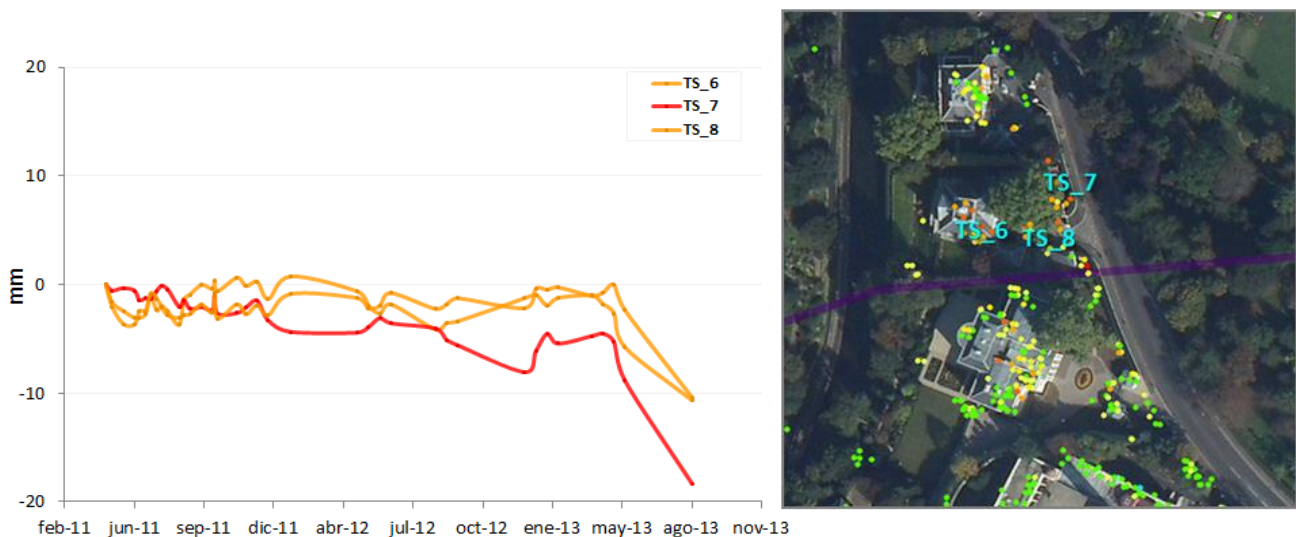 20
10
0
-10
-20
mm
TS_6
TS_7
TS_8
feb-11 jun-11 sep-11 dic-11 abr-12 jul-12 oct-12 ene-13 may-13 ago-13 nov-13
TS_7
TS_6 TS_8